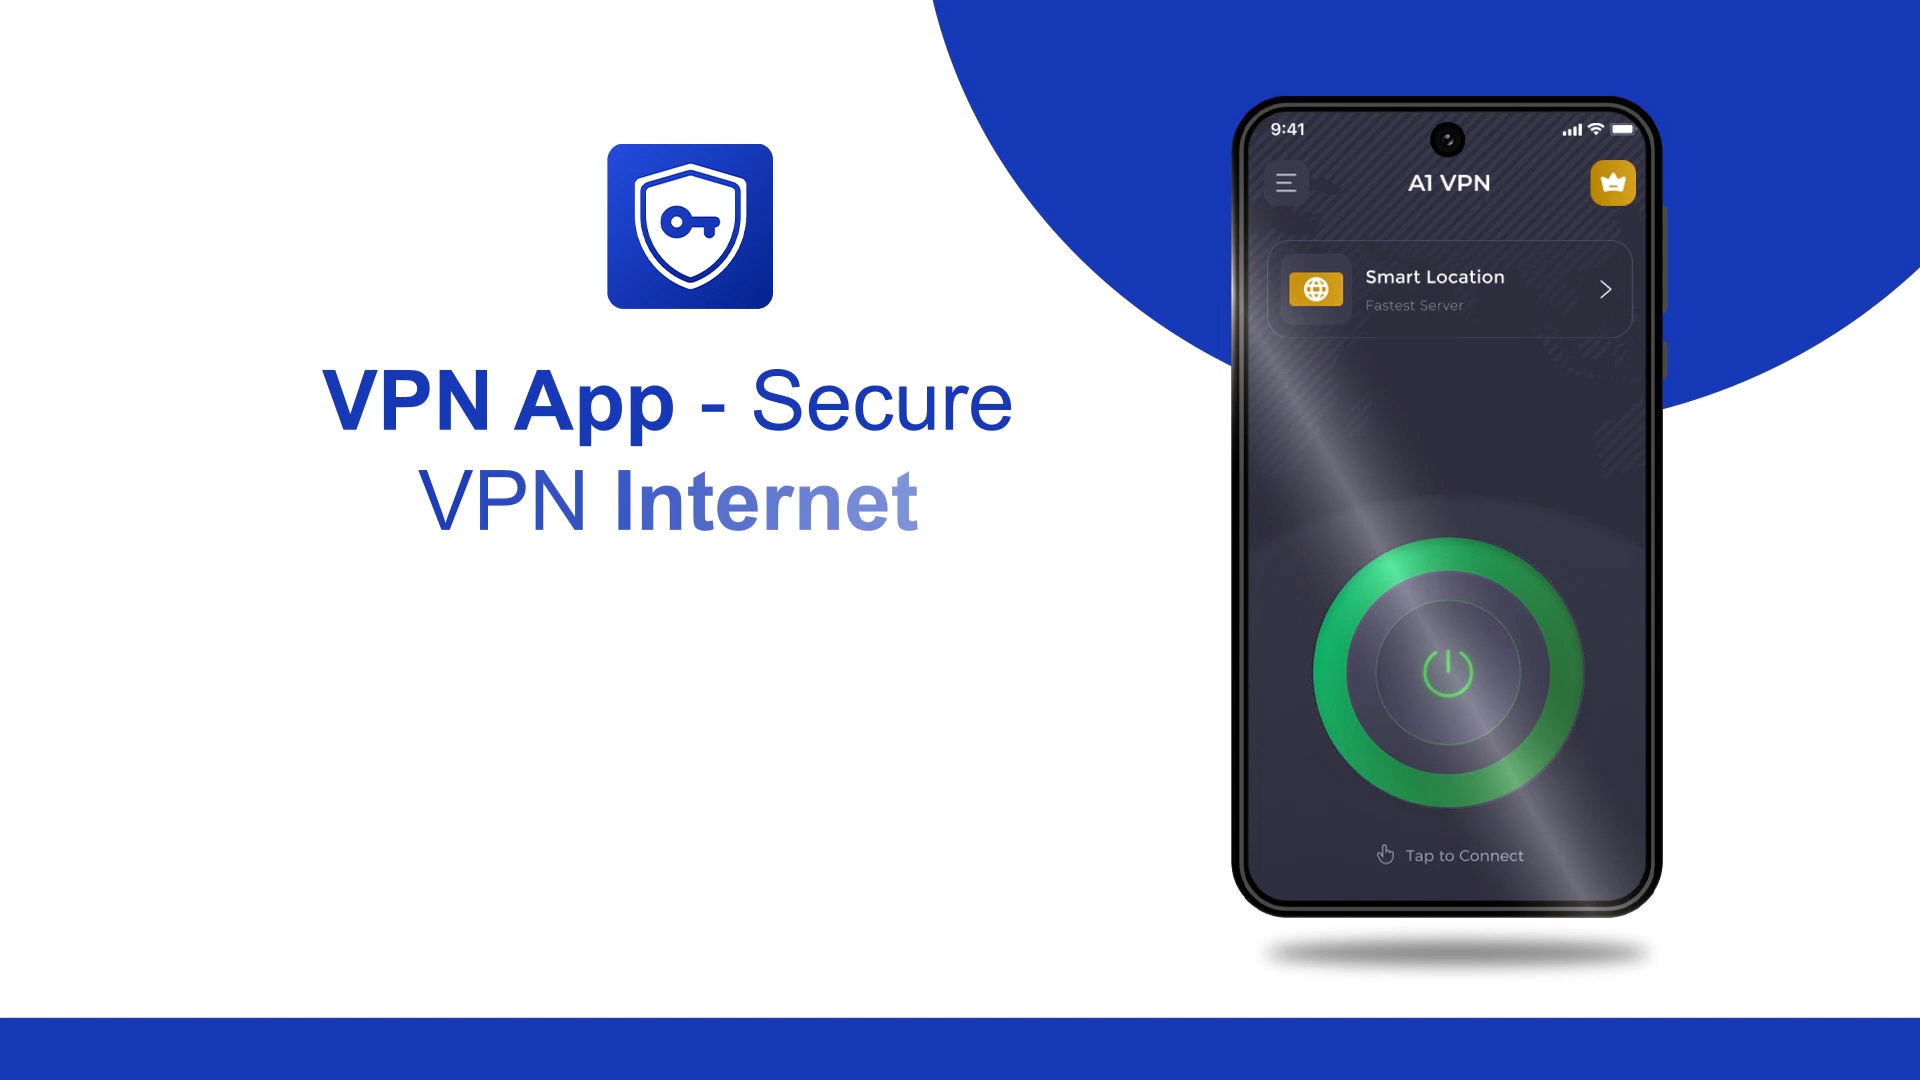 VPN App - Secure
VPN Internet
9:41
A1 VPN
Smart Location
Fastest Server
Tap to Connect